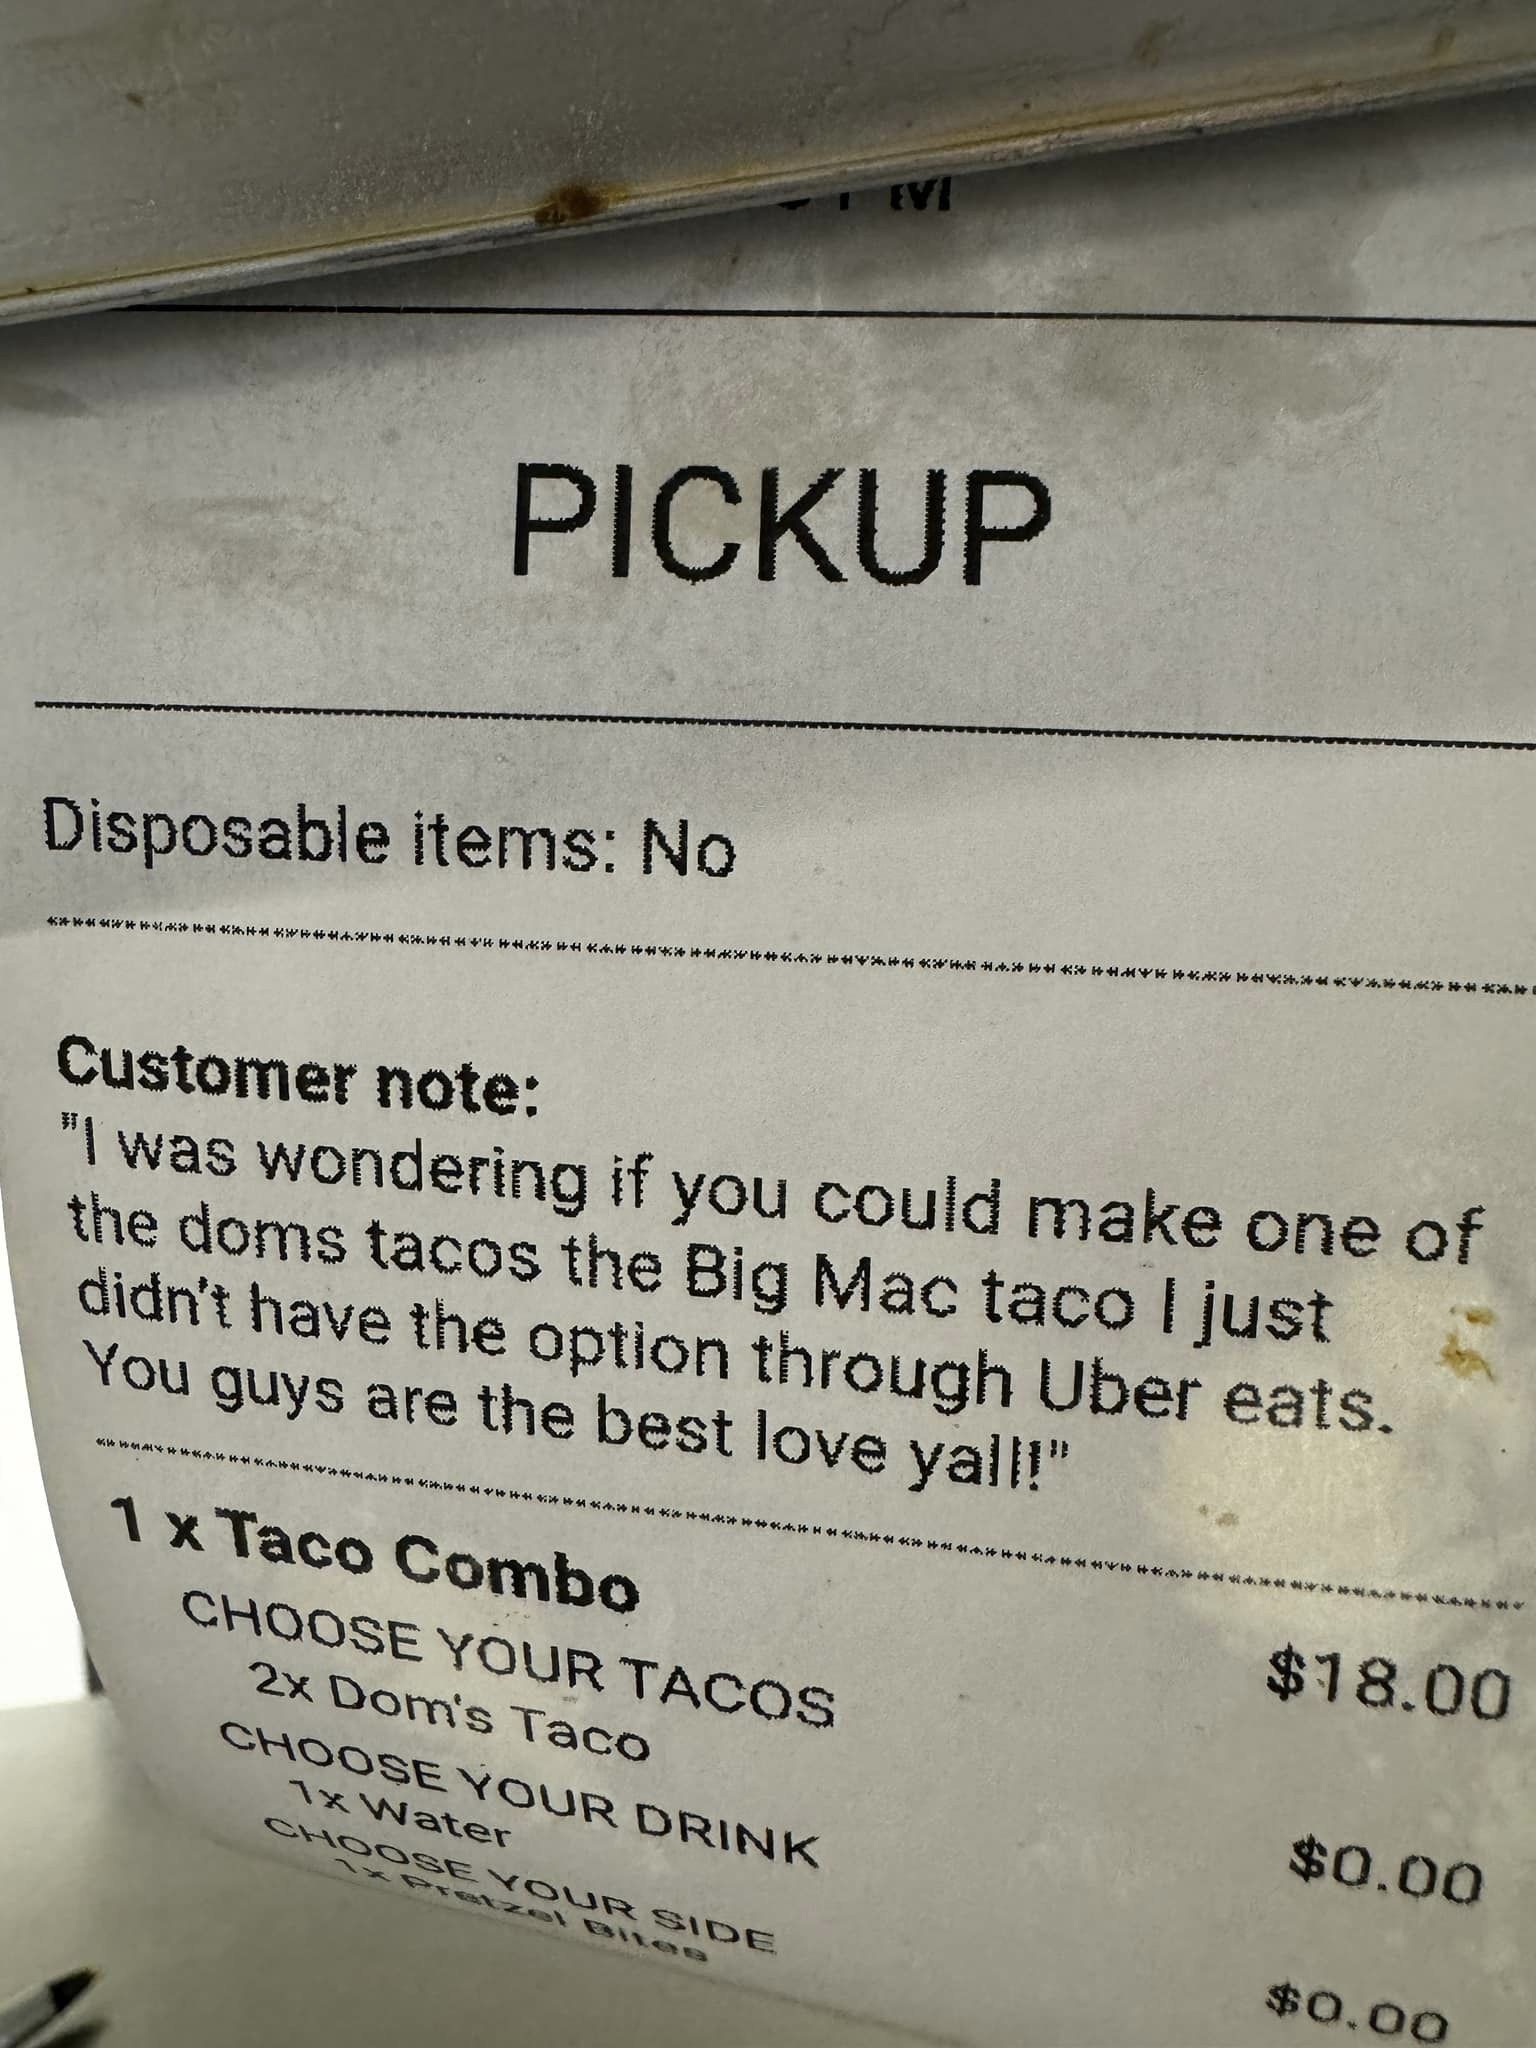 PICKUP
Disposable items: No
Customer note:
"I was wondering if you could make one of
the doms tacos the Big Mac taco I just
didn't have the option through Uber eats.
You guys are the best love yall!"
1 x Taco Combo
$18.00
CHOOSE YOUR TACOS
2x Dom's Taco
$0.00
CHOOSE YOUR DRINK
1x Water
$0.00
CHOOSE YOUR SIDE
1x Pretzel Bites